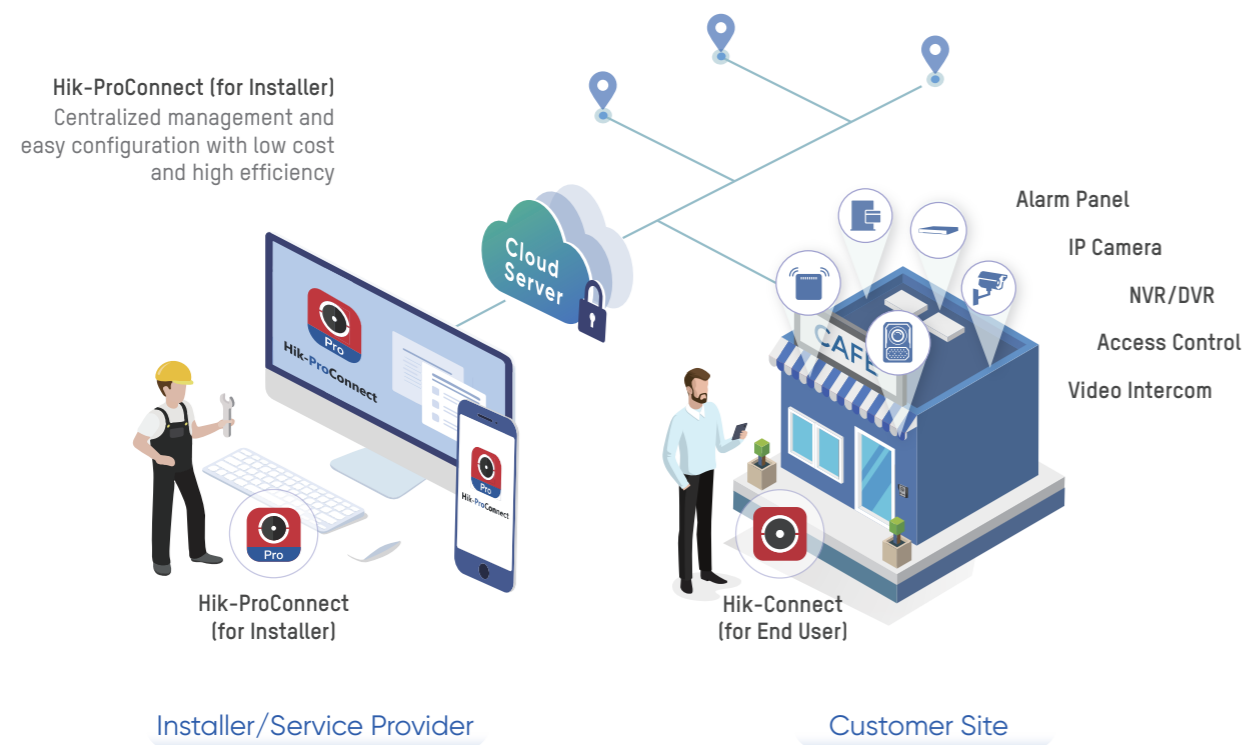 Hik-ProConnect (for Installer)
Centralized management and
easy configuration with low cost
and high efficiency
Cloud
Server
Pro
Hik-ProConnect
Pro
Hik-ProConnect
Pro
Hik-ProConnect
(for Installer)
Installer/Service Provider
CAFE
Alarm Panel
IP Camera
NVR/DVR
Access Control
Video Intercom
Hik-Connect
(for End User)
Customer Site